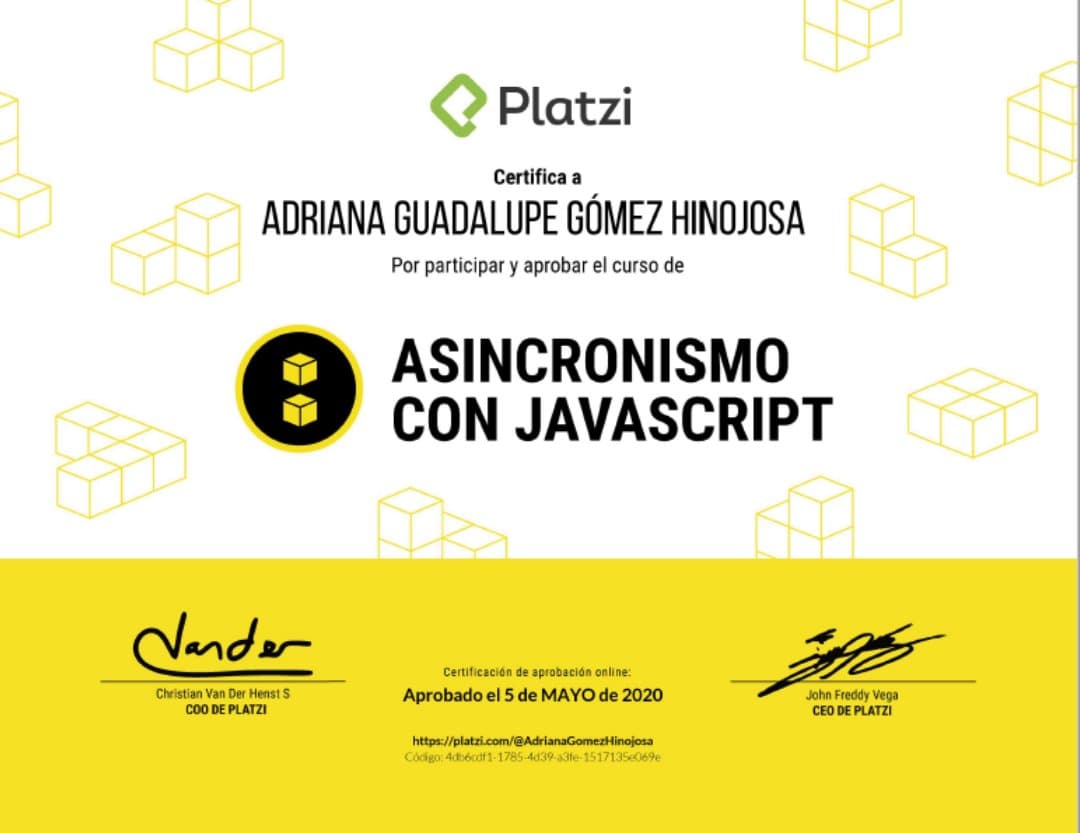 Platzi
Certifica a
ADRIANA GUADALUPE GÓMEZ HINOJOSA
Por participar y aprobar el curso de
ASINCRONISMO
CON JAVASCRIPT
Vander
Christian Van Der Henst S
COO DE PLATZI
Certificación de aprobación online:
Aprobado el 5 de MAYO de 2020
https://platzi.com/@AdrianaGomezHinojosa
Código: 4db6cdf1-1785-4d39-a3fe-1517135e069e
John Freddy Vega
CEO DE PLATZI